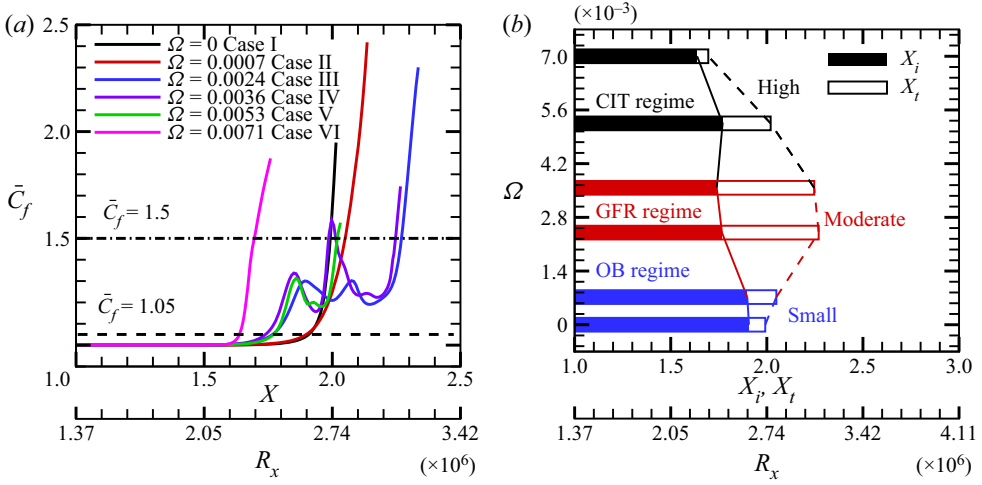 (a)
2.5
2.0
1.5
1.0
C̄f
Ω = 0 Case I
Ω = 0.0007 Case II
Ω = 0.0024 Case III
Ω = 0.0036 Case IV
Ω = 0.0053 Case V
Ω = 0.0071 Case VI
C̄f = 1.5
C̄f = 1.05
1.5 2.0 2.5
X
1.37 2.05 2.74 3.42
Rx (×10⁶)
(b)
(×10⁻³)
7.0
5.6
4.2
2.8
1.4
0
Ω
Xi
Xt
High
CIT regime
GFR regime
Moderate
OB regime
Small
1.0 1.5 2.0 2.5 3.0
Xi, Xt
1.37 2.05 2.74 3.42 4.11
Rx (×10⁶)